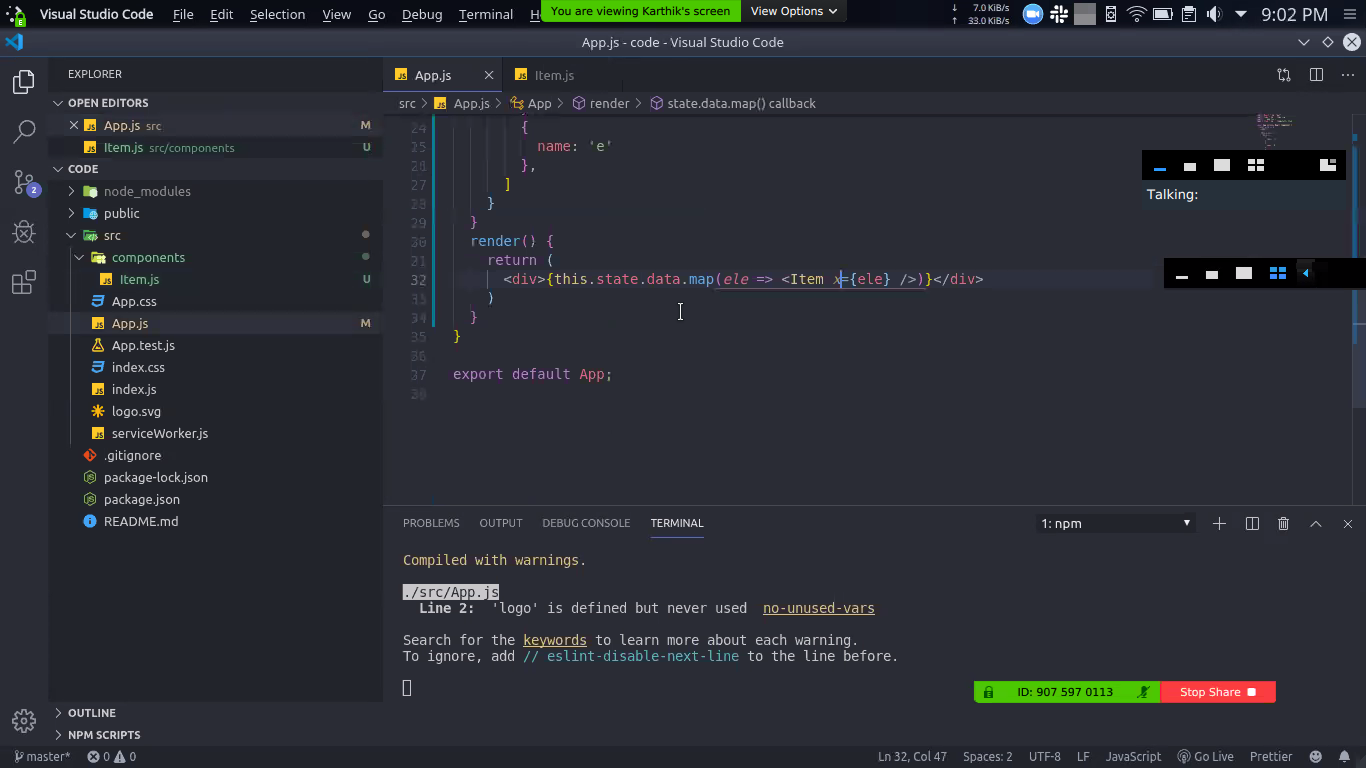 Visual Studio Code File Edit Selection View Go Debug Terminal H
You are viewing Karthik's screen View Options
↓ 7.0 KiB/s
↑ 33.0 KiB/s
9:02 PM
App.js - code - Visual Studio Code
EXPLORER
App.js
Item.js
OPEN EDITORS
App.js src M
Item.js src/components U
CODE
node_modules
public
src
components
Item.js U
App.css
App.js M
App.test.js
index.css
index.js
logo.svg
serviceWorker.js
.gitignore
package-lock.json
package.json
README.md
OUTLINE
NPM SCRIPTS
src > App.js > App > render > state.data.map() callback
24 {
25 name: 'e'
26 },
27 ]
28 }
29 }
30 render() {
31 return (
32 <div>{this.state.data.map(ele => <Item x={ele} />)}</div>
33 )
34 }
35 }
36
37 export default App;
38
Talking:
PROBLEMS OUTPUT DEBUG CONSOLE TERMINAL 1: npm
Compiled with warnings.
./src/App.js
Line 2: 'logo' is defined but never used no-unused-vars
Search for the keywords to learn more about each warning.
To ignore, add // eslint-disable-next-line to the line before.
ID: 907 597 0113 Stop Share
2
master* 0 0 Ln 32, Col 47 Spaces: 2 UTF-8 LF JavaScript Go Live Prettier